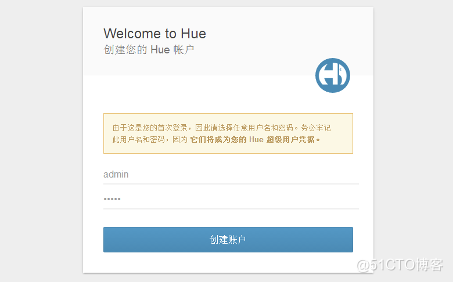 Welcome to Hue
创建您的 Hue 帐户
由于这是您的首次登录，因此请选择任意用户名和密码。务必牢记
此用户名和密码，因为 它们将成为您的 Hue 超级用户凭据。
admin
•••••
创建账户
@51CTO博客